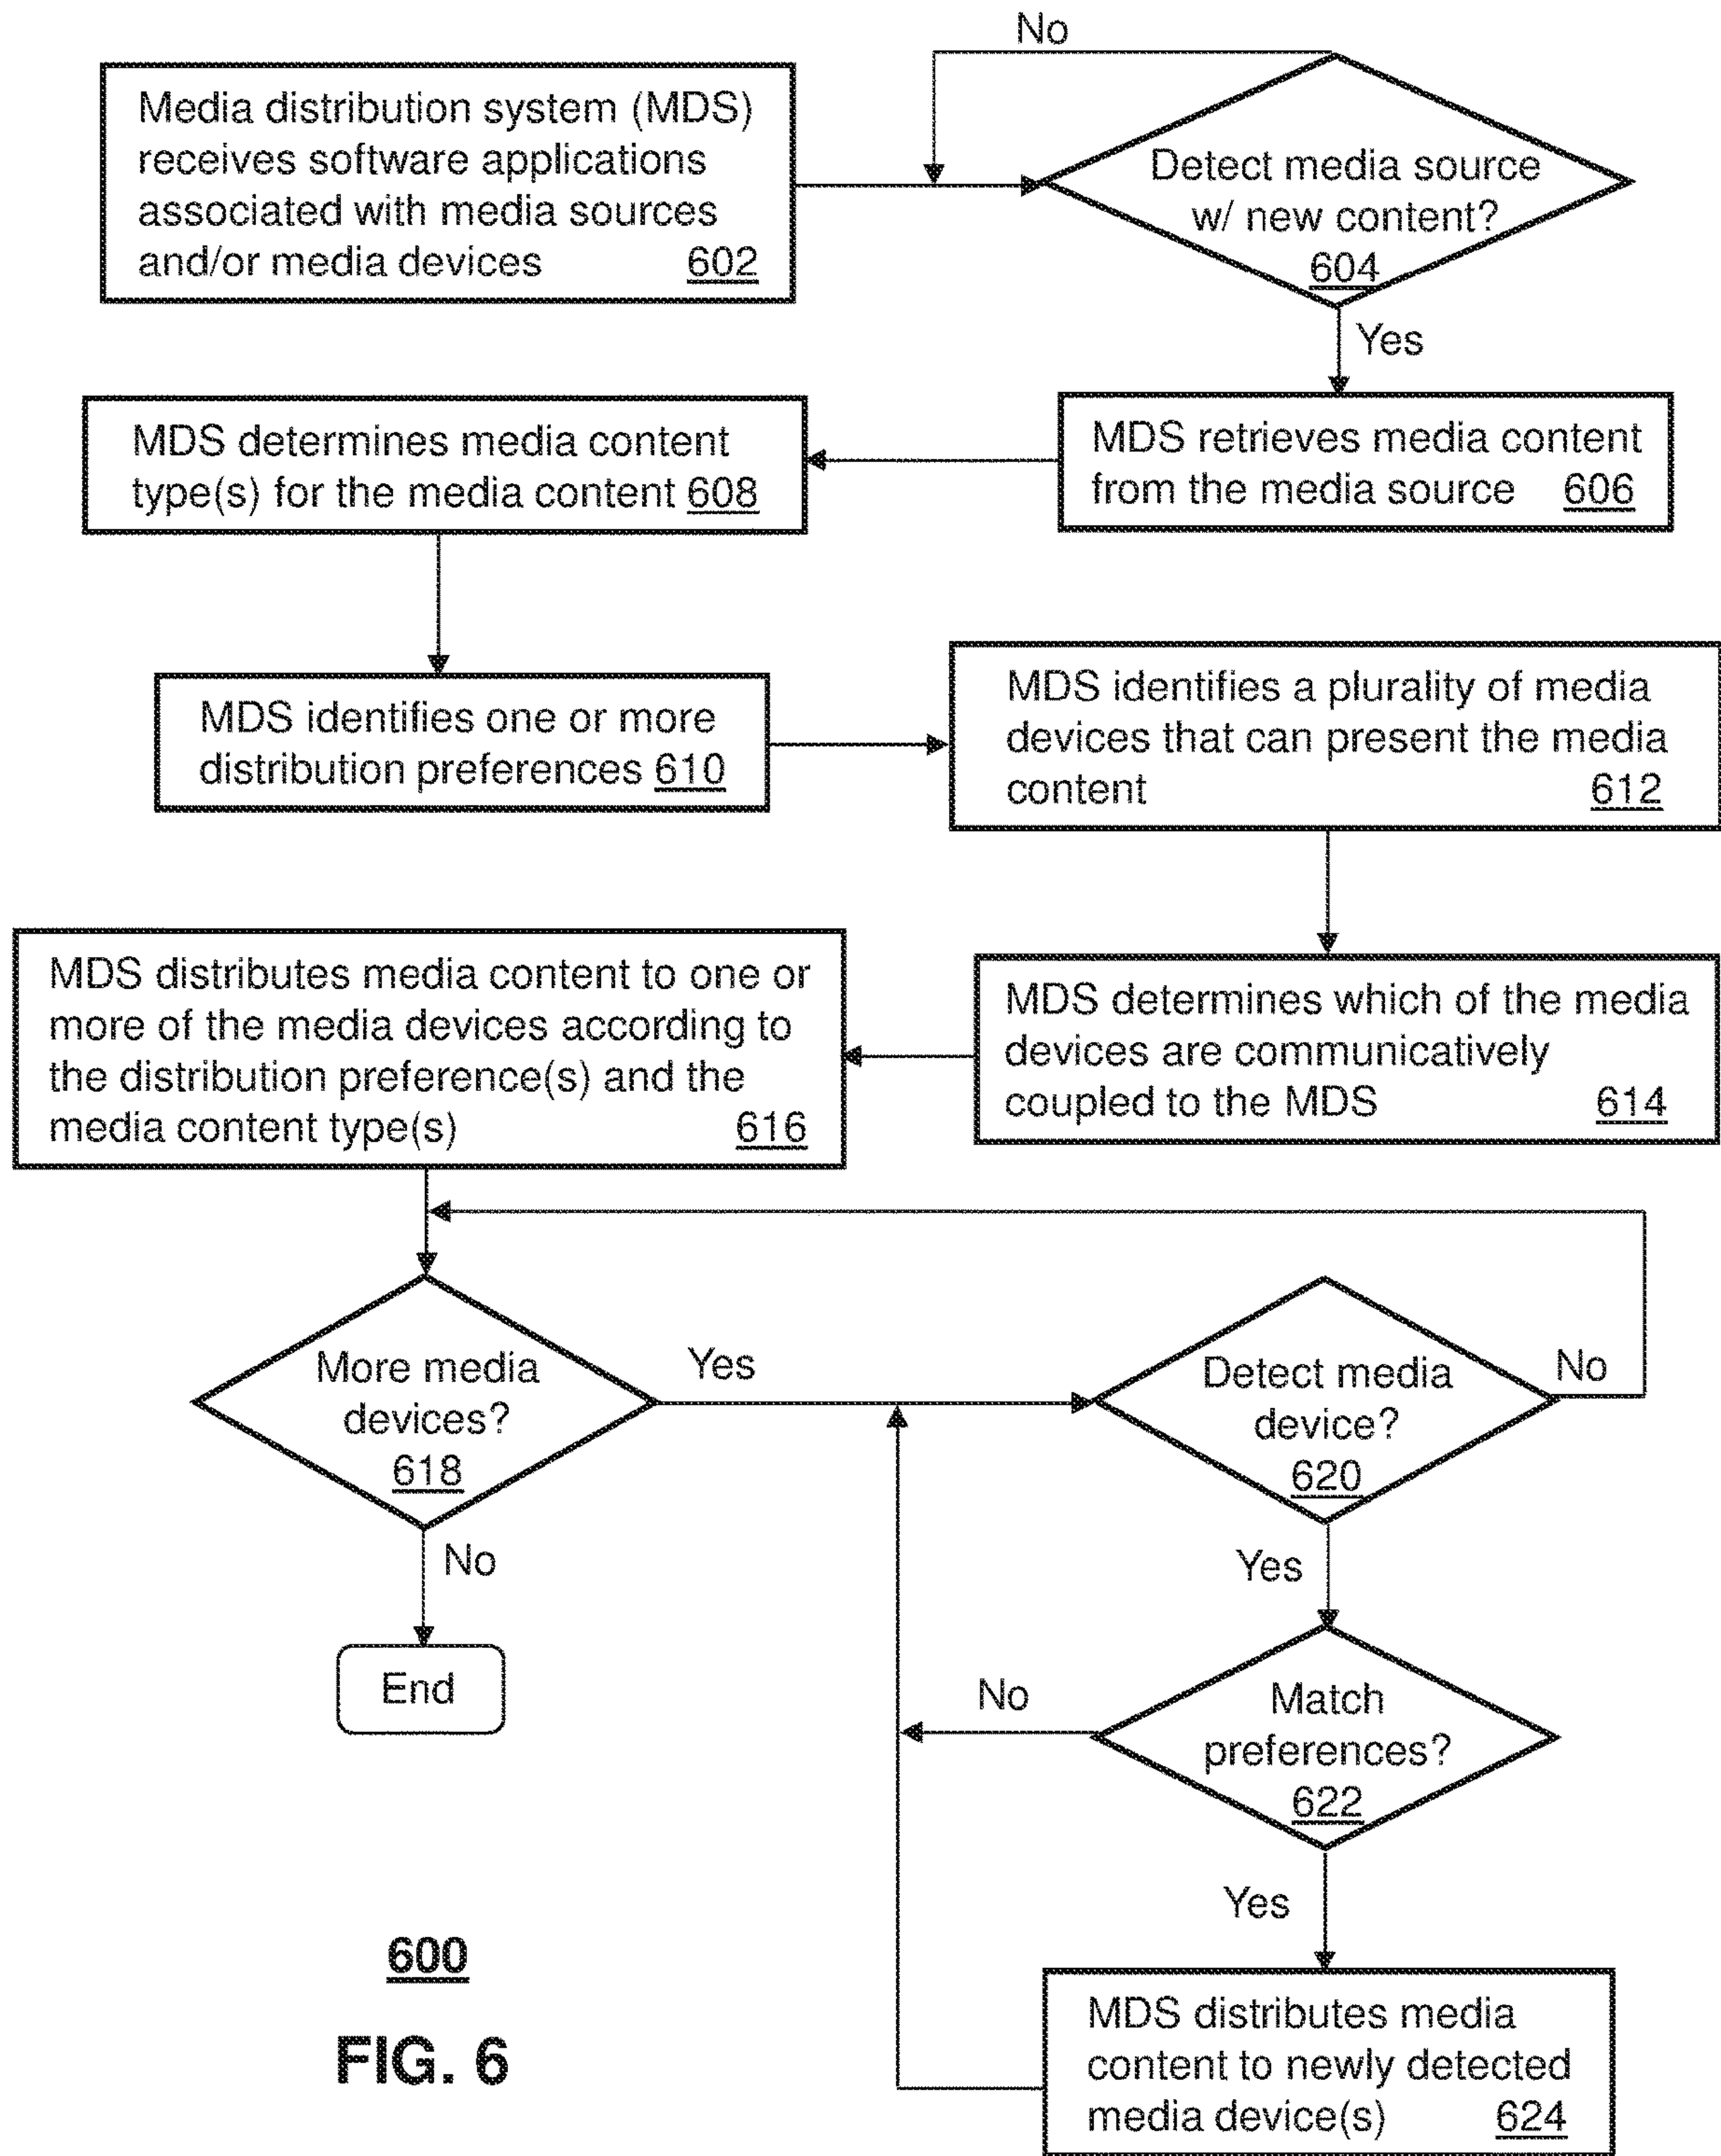 No
Media distribution system (MDS)
receives software applications
associated with media sources
and/or media devices 602
Detect media source
w/ new content?
604
Yes
MDS retrieves media content
from the media source 606
MDS determines media content
type(s) for the media content 608
MDS identifies one or more
distribution preferences 610
MDS identifies a plurality of media
devices that can present the media
content 612
MDS determines which of the media
devices are communicatively
coupled to the MDS 614
MDS distributes media content to one or
more of the media devices according to
the distribution preference(s) and the
media content type(s) 616
More media
devices?
618
Yes
No
End
Detect media
device?
620
No
Yes
Match
preferences?
622
No
Yes
MDS distributes media
content to newly detected
media device(s) 624
600
FIG. 6